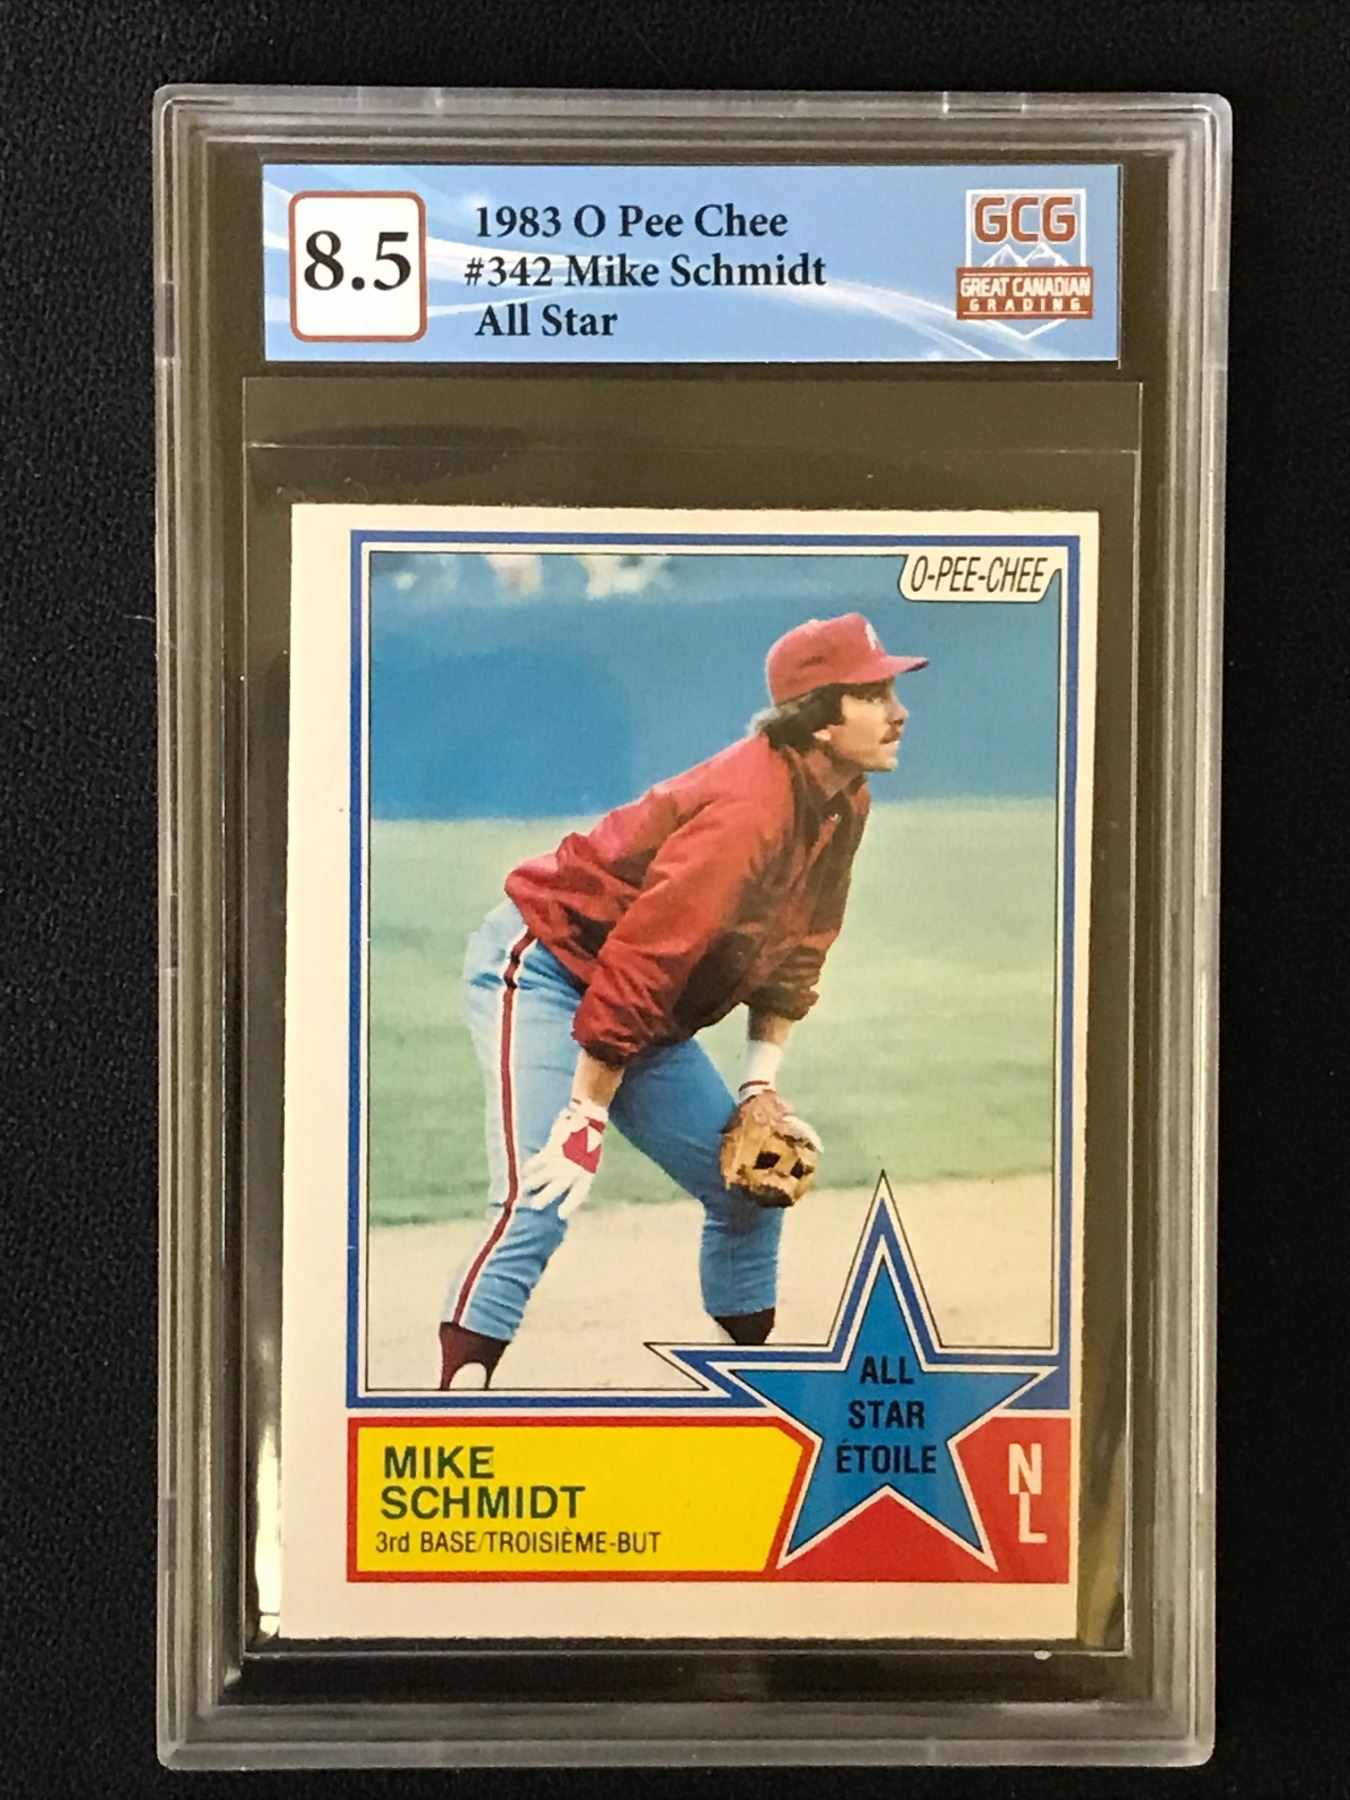 8.5
1983 O Pee Chee
#342 Mike Schmidt
All Star
GCG
GREAT CANADIAN
GRADING
O-PEE-CHEE
ALL
STAR
ÉTOILE
MIKE
SCHMIDT
3rd BASE/TROISIÈME-BUT
NL